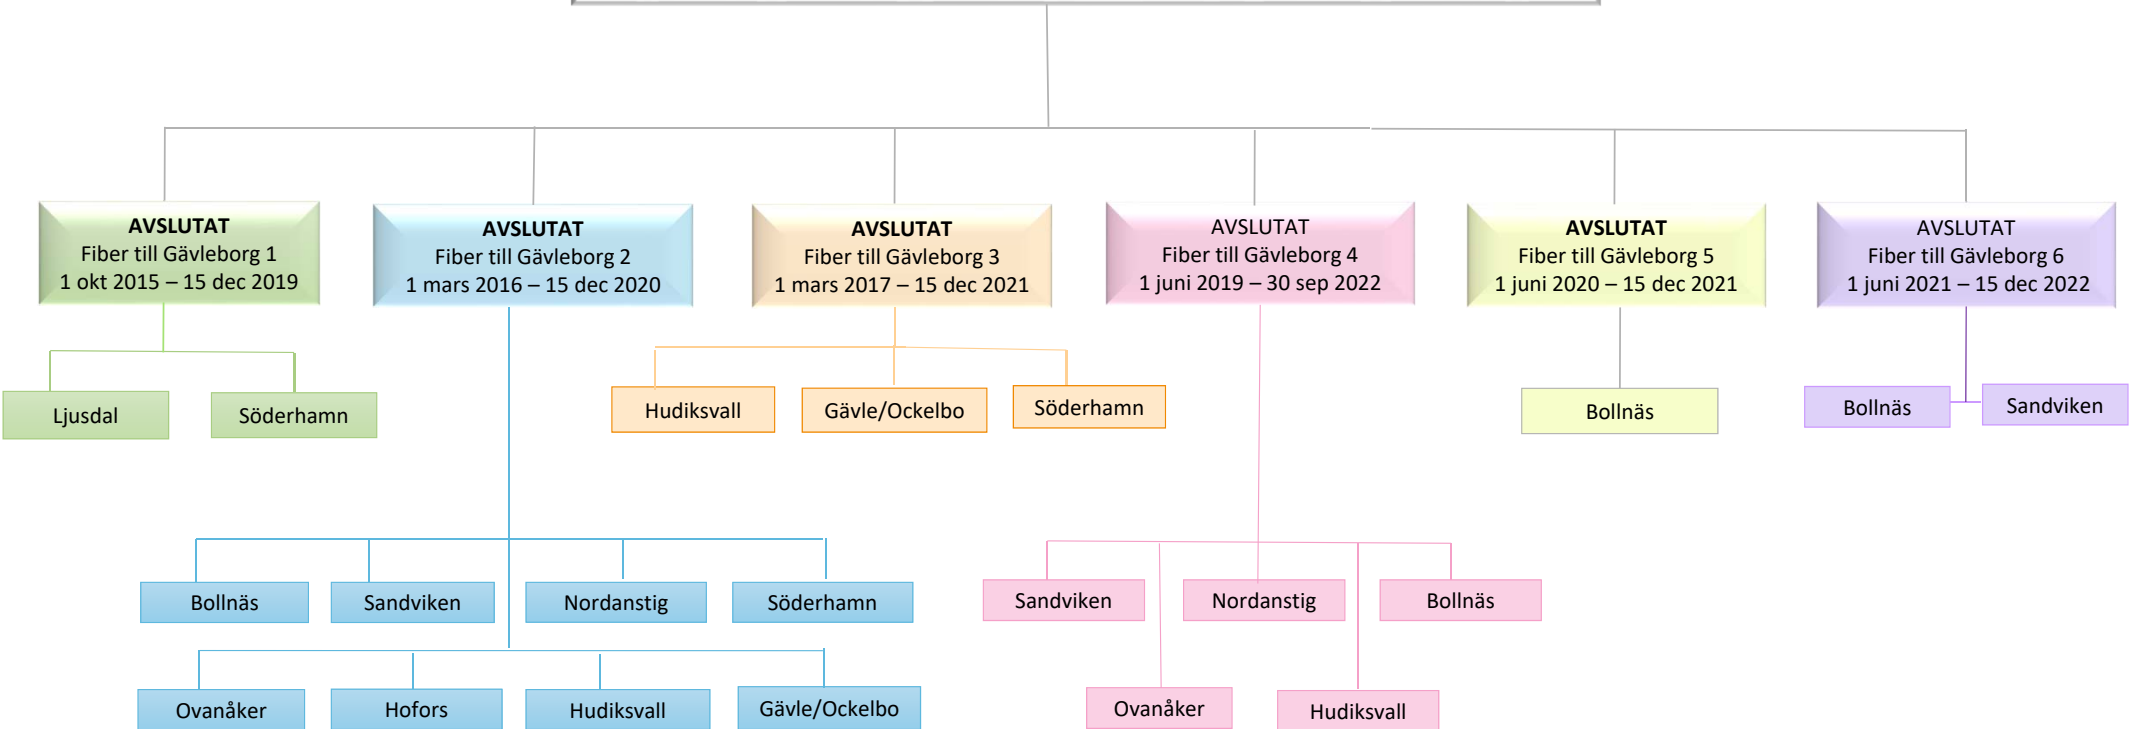 AVSLUTAT
Fiber till Gävleborg 1
1 okt 2015 – 15 dec 2019
AVSLUTAT
Fiber till Gävleborg 2
1 mars 2016 – 15 dec 2020
AVSLUTAT
Fiber till Gävleborg 3
1 mars 2017 – 15 dec 2021
AVSLUTAT
Fiber till Gävleborg 4
1 juni 2019 – 30 sep 2022
AVSLUTAT
Fiber till Gävleborg 5
1 juni 2020 – 15 dec 2021
AVSLUTAT
Fiber till Gävleborg 6
1 juni 2021 – 15 dec 2022
Ljusdal
Söderhamn
Hudiksvall
Gävle/Ockelbo
Söderhamn
Bollnäs
Bollnäs
Sandviken
Bollnäs
Sandviken
Nordanstig
Söderhamn
Sandviken
Nordanstig
Bollnäs
Ovanåker
Hofors
Hudiksvall
Gävle/Ockelbo
Ovanåker
Hudiksvall